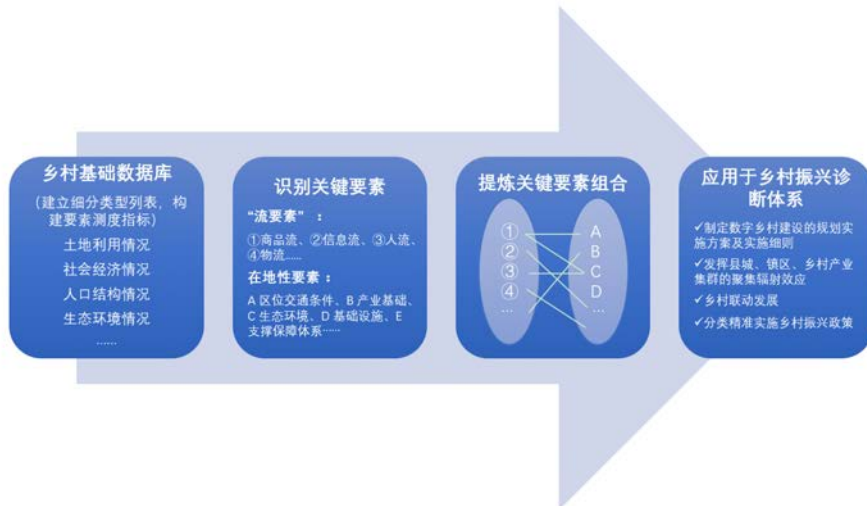 乡村基础数据库
（建立细分类型列表，构
建要素测度指标）
土地利用情况
社会经济情况
人口结构情况
生态环境情况
……
识别关键要素
“流要素”：
①商品流、②信息流、③人流、
④物流……
在地性要素：
A 区位交通条件、B 产业基础、
C 生态环境、D 基础设施、E
支撑保障体系……
提炼关键要素组合
①
②
③
④
…
A
B
C
D
…
应用于乡村振兴诊
断体系
✓制定数字乡村建设的规划实
施方案及实施细则
✓发挥县城、镇区、乡村产业
集群的聚集辐射效应
✓乡村联动发展
✓分类精准实施乡村振兴政策